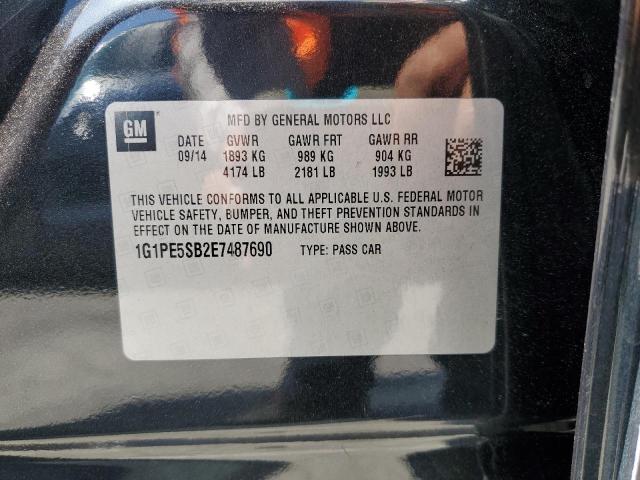 GM
MFD BY GENERAL MOTORS LLC
DATE GVWR GAWR FRT GAWR RR
09/14 1893 KG 989 KG 904 KG
4174 LB 2181 LB 1993 LB
THIS VEHICLE CONFORMS TO ALL APPLICABLE U.S. FEDERAL MOTOR
VEHICLE SAFETY, BUMPER, AND THEFT PREVENTION STANDARDS IN
EFFECT ON THE DATE OF MANUFACTURE SHOWN ABOVE.
1G1PE5SB2E7487690 TYPE: PASS CAR